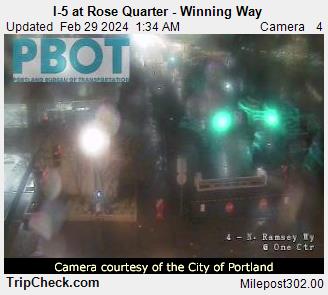 I-5 at Rose Quarter - Winning Way
Updated Feb 29 2024 1:34 AM Camera 4
PBOT
PORTLAND BUREAU OF TRANSPORTATION
4 - N. Ramsey Wy
@ One Ctr
Camera courtesy of the City of Portland
TripCheck.com Milepost302.00